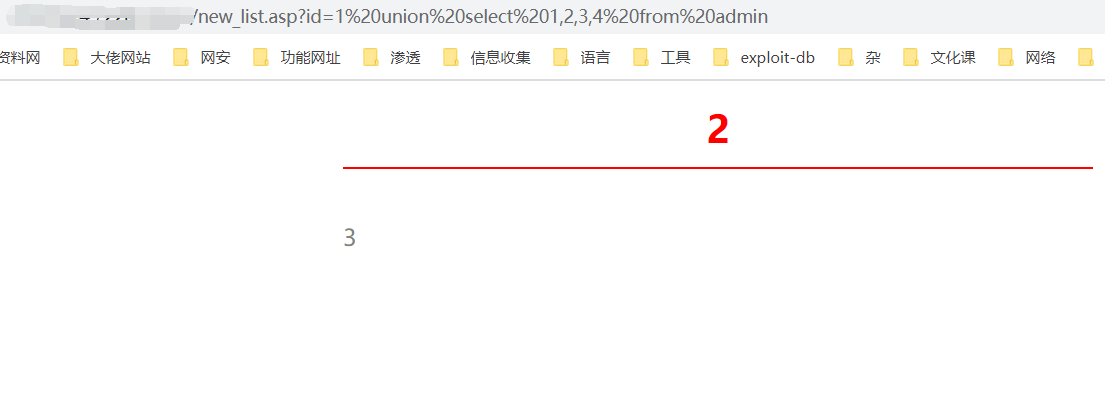 /new_list.asp?id=1%20union%20select%201,2,3,4%20from%20admin
资料网 大佬网站 网安 功能网址 渗透 信息收集 语言 工具 exploit-db 杂 文化课 网络
2
3